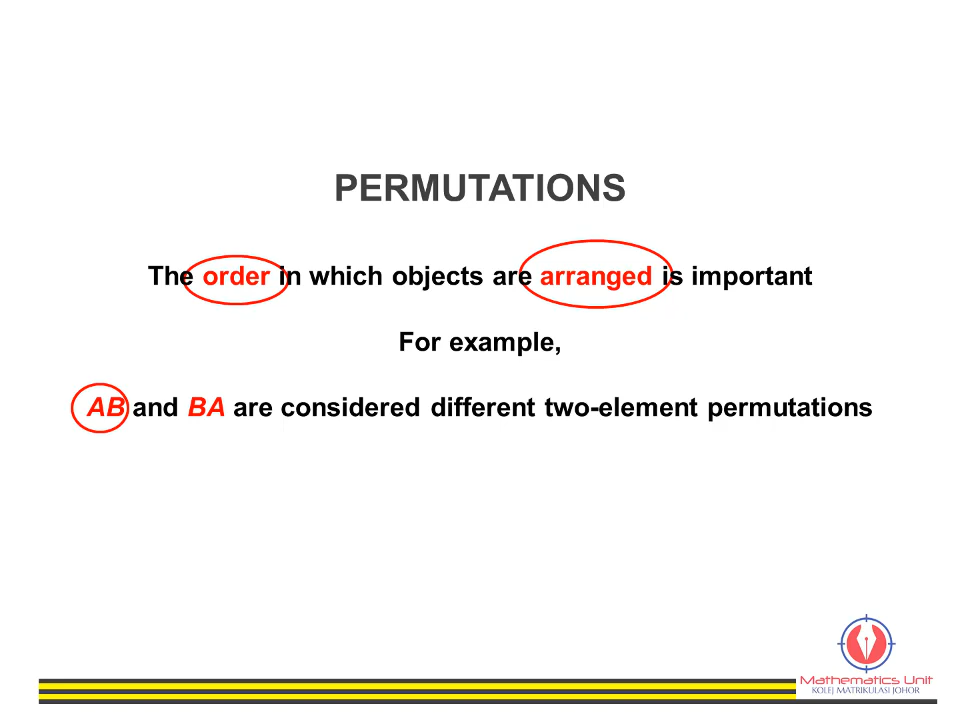 PERMUTATIONS
The order in which objects are arranged is important
For example,
AB and BA are considered different two-element permutations
Mathematics Unit
KOLEJ MATRIKULASI JOHOR